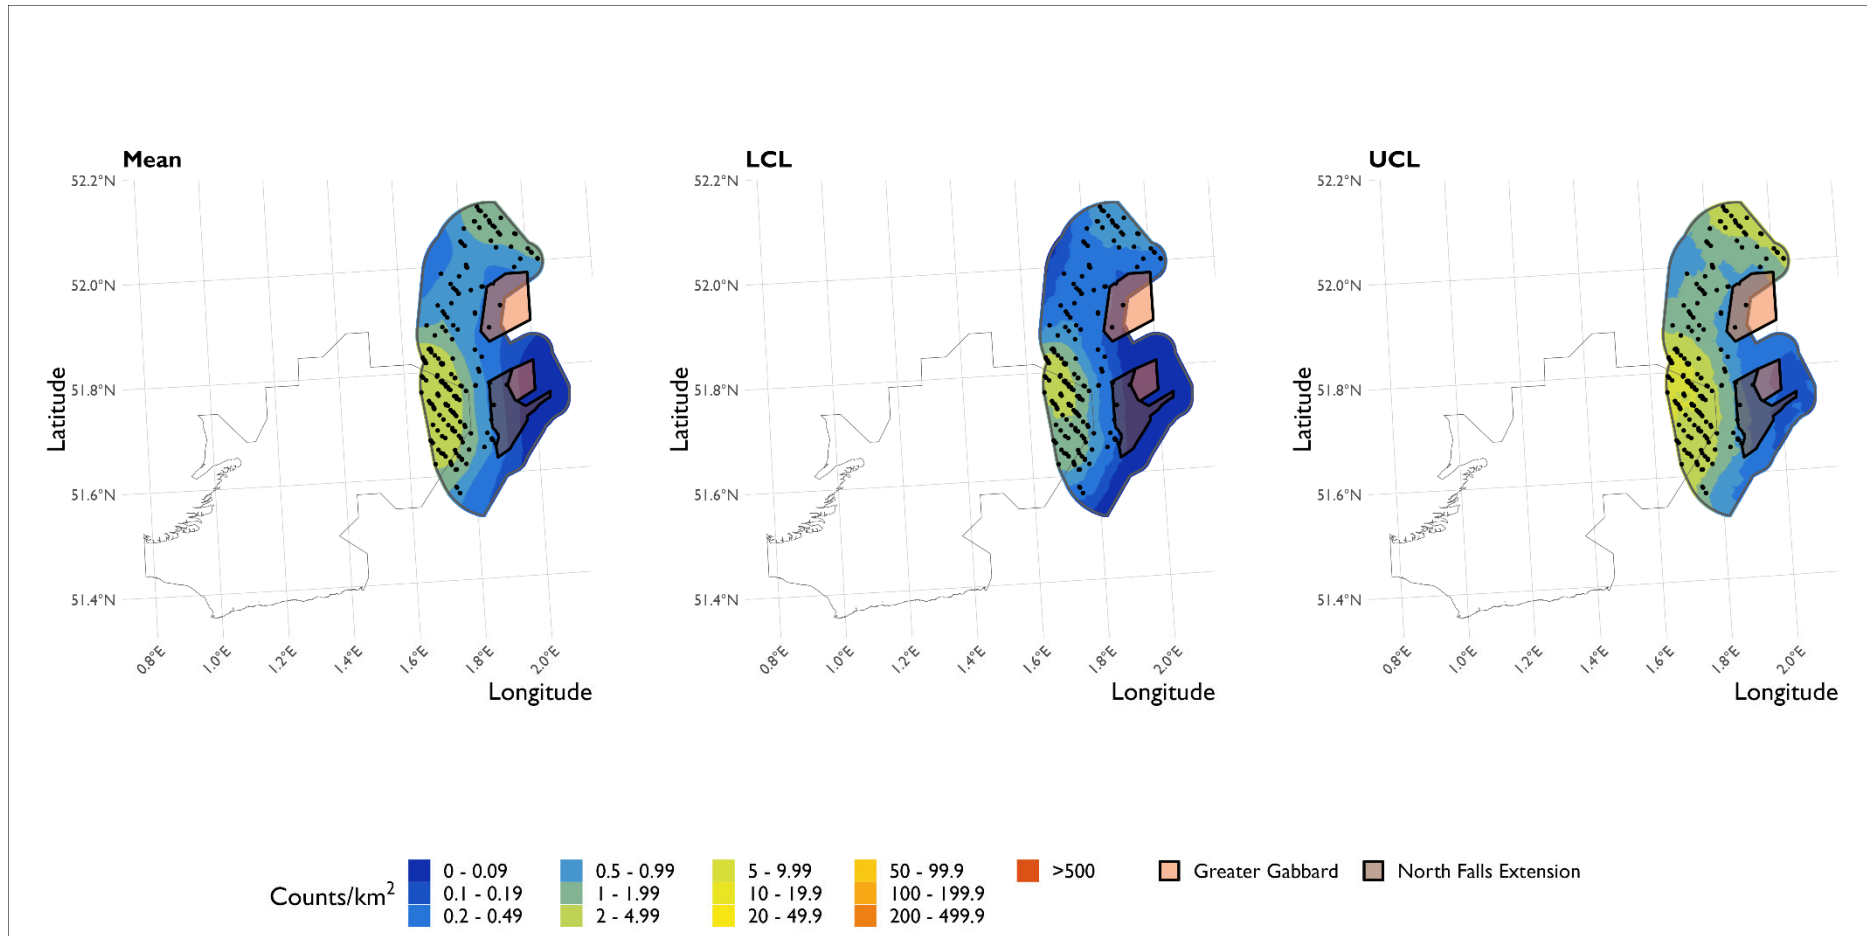 Mean
LCL
UCL
52.2°N
52.0°N
51.8°N
51.6°N
51.4°N
Latitude
0.8°E
1.0°E
1.2°E
1.4°E
1.6°E
1.8°E
2.0°E
Longitude
52.2°N
52.0°N
51.8°N
51.6°N
51.4°N
Latitude
0.8°E
1.0°E
1.2°E
1.4°E
1.6°E
1.8°E
2.0°E
Longitude
52.2°N
52.0°N
51.8°N
51.6°N
51.4°N
Latitude
0.8°E
1.0°E
1.2°E
1.4°E
1.6°E
1.8°E
2.0°E
Longitude
Counts/km²
0 - 0.09
0.1 - 0.19
0.2 - 0.49
0.5 - 0.99
1 - 1.99
2 - 4.99
5 - 9.99
10 - 19.9
20 - 49.9
50 - 99.9
100 - 199.9
200 - 499.9
>500
Greater Gabbard
North Falls Extension